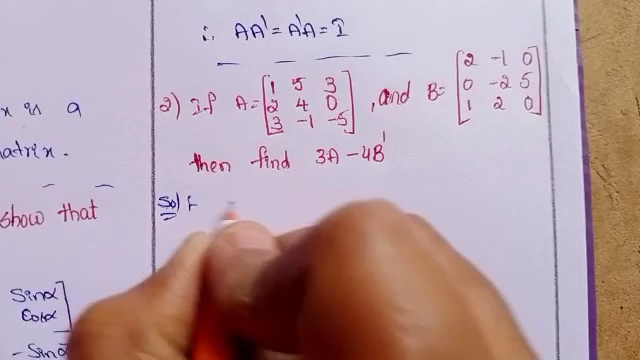 ∴ AA' = A'A = I
2) If A = [1 5 3; 2 4 0; 3 -1 -5], and B = [2 -1 0; 0 -2 5; 1 2 0]
then find 3A - 4B'
Sol
is a
matrix.
show that
Sinα
Cosα
- Sinα